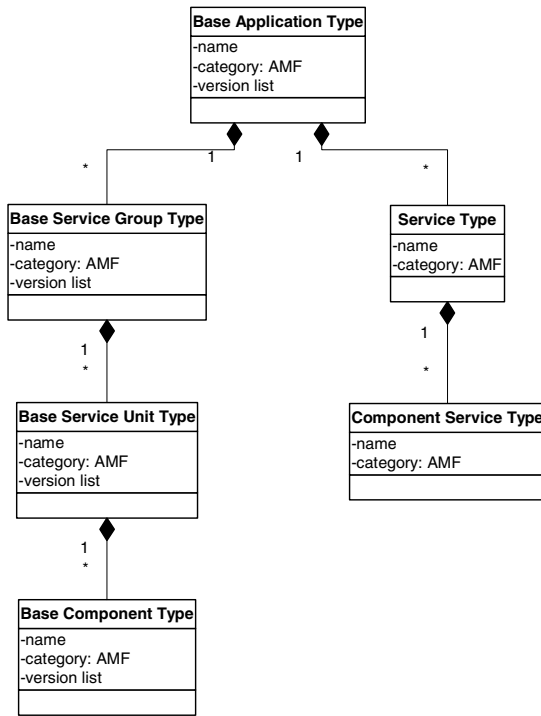 Base Application Type
-name
-category: AMF
-version list
1
1
*
*
Base Service Group Type
-name
-category: AMF
-version list
Service Type
-name
-category: AMF
1
*
1
*
Base Service Unit Type
-name
-category: AMF
-version list
Component Service Type
-name
-category: AMF
1
*
Base Component Type
-name
-category: AMF
-version list